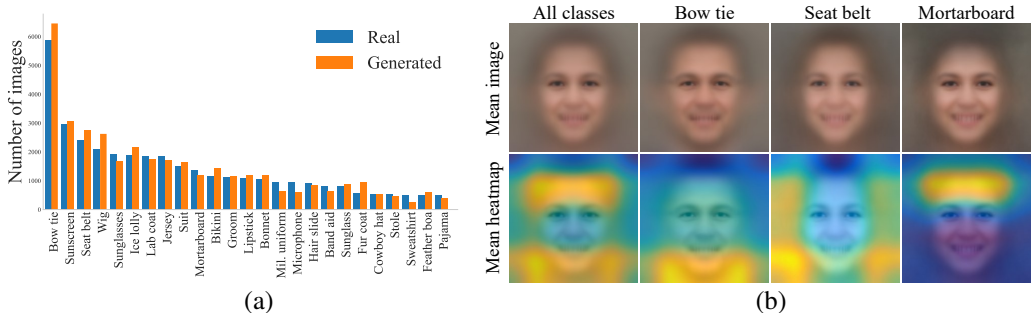 Number of images
6000
5000
4000
3000
2000
1000
0
Real
Generated
Bow tie
Sunscreen
Seat belt
Wig
Sunglasses
Ice lolly
Lab coat
Jersey
Suit
Mortarboard
Bikini
Groom
Lipstick
Bonnet
Mil. uniform
Microphone
Hair slide
Band aid
Sunglass
Fur coat
Cowboy hat
Stole
Sweatshirt
Feather boa
Pajama
(a)
All classes
Bow tie
Seat belt
Mortarboard
Mean image
Mean heatmap
(b)